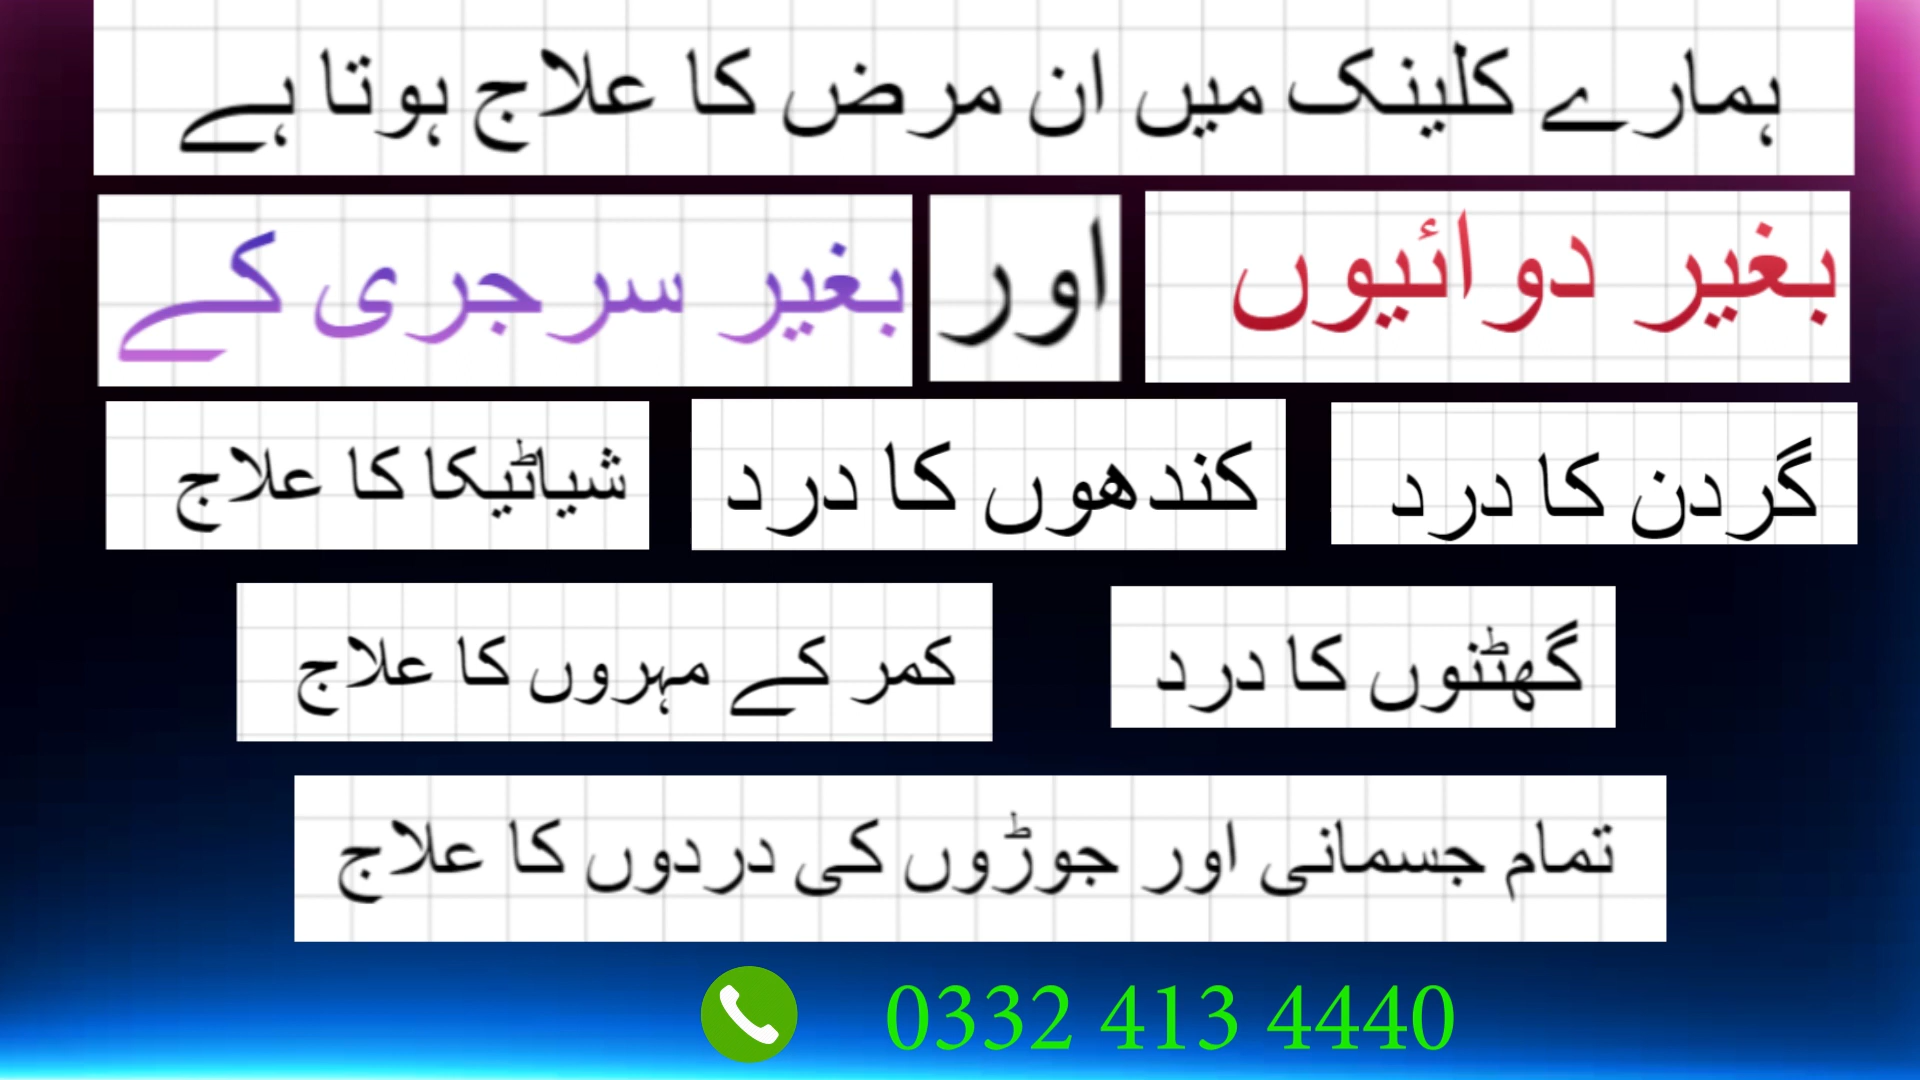 ہمارے کلینک میں ان مرض کا علاج ہوتا ہے
بغیر دوائیوں اور بغیر سرجری کے
گردن کا درد کندھوں کا درد شیاٹیکا کا علاج
گھٹنوں کا درد کمر کے مہروں کا علاج
تمام جسمانی اور جوڑوں کی دردوں کا علاج
0332 413 4440